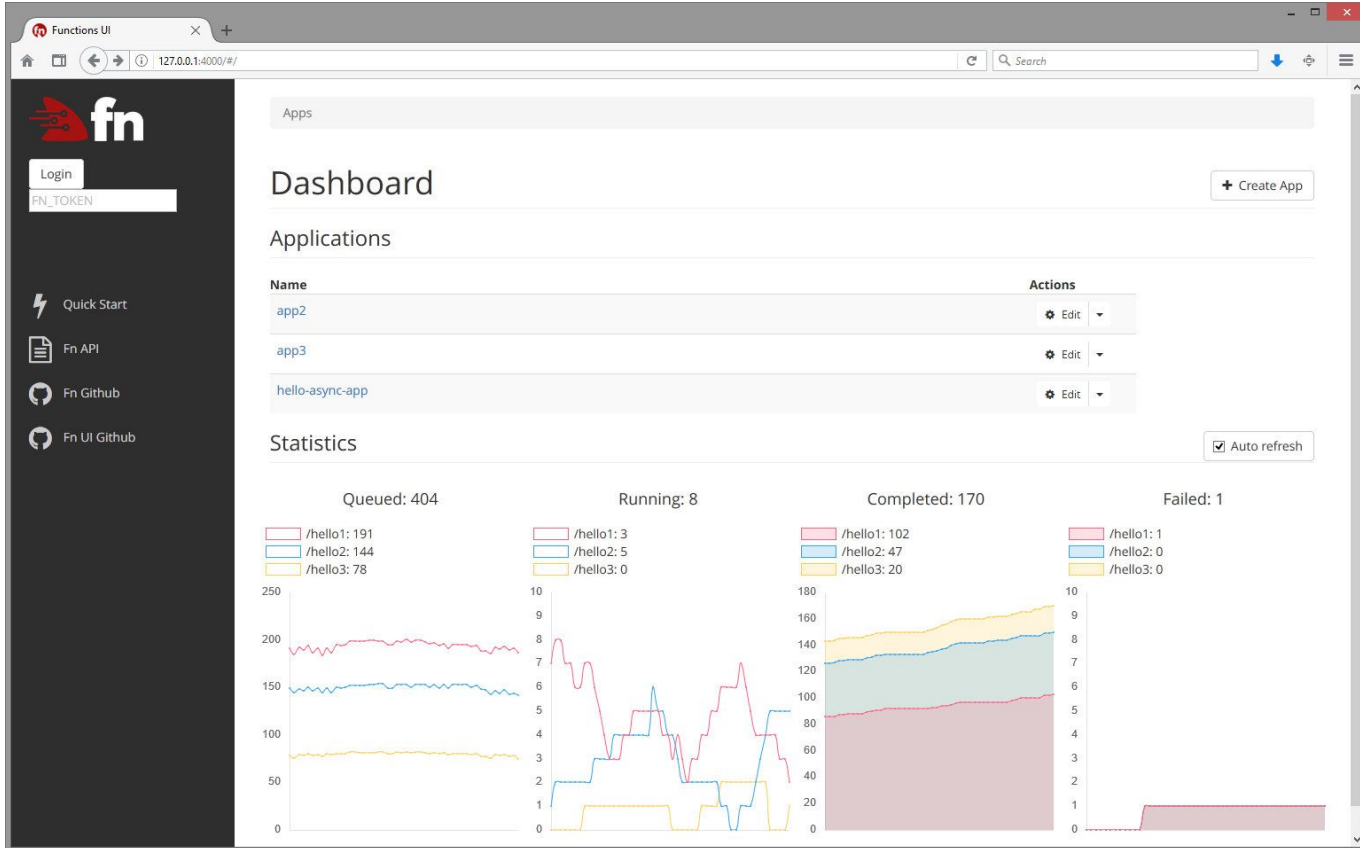 Functions UI
127.0.0.1:4000/#/
Search
fn
Login
FN_TOKEN
Quick Start
Fn API
Fn Github
Fn UI Github
Apps
Dashboard
Create App
Applications
Name Actions
app2 Edit
app3 Edit
hello-async-app Edit
Statistics
Auto refresh
Queued: 404
/hello1: 191
/hello2: 144
/hello3: 78
250
200
150
100
50
0
Running: 8
/hello1: 3
/hello2: 5
/hello3: 0
10
9
8
7
6
5
4
3
2
1
0
Completed: 170
/hello1: 102
/hello2: 47
/hello3: 20
180
160
140
120
100
80
60
40
20
0
Failed: 1
/hello1: 1
/hello2: 0
/hello3: 0
10
9
8
7
6
5
4
3
2
1
0